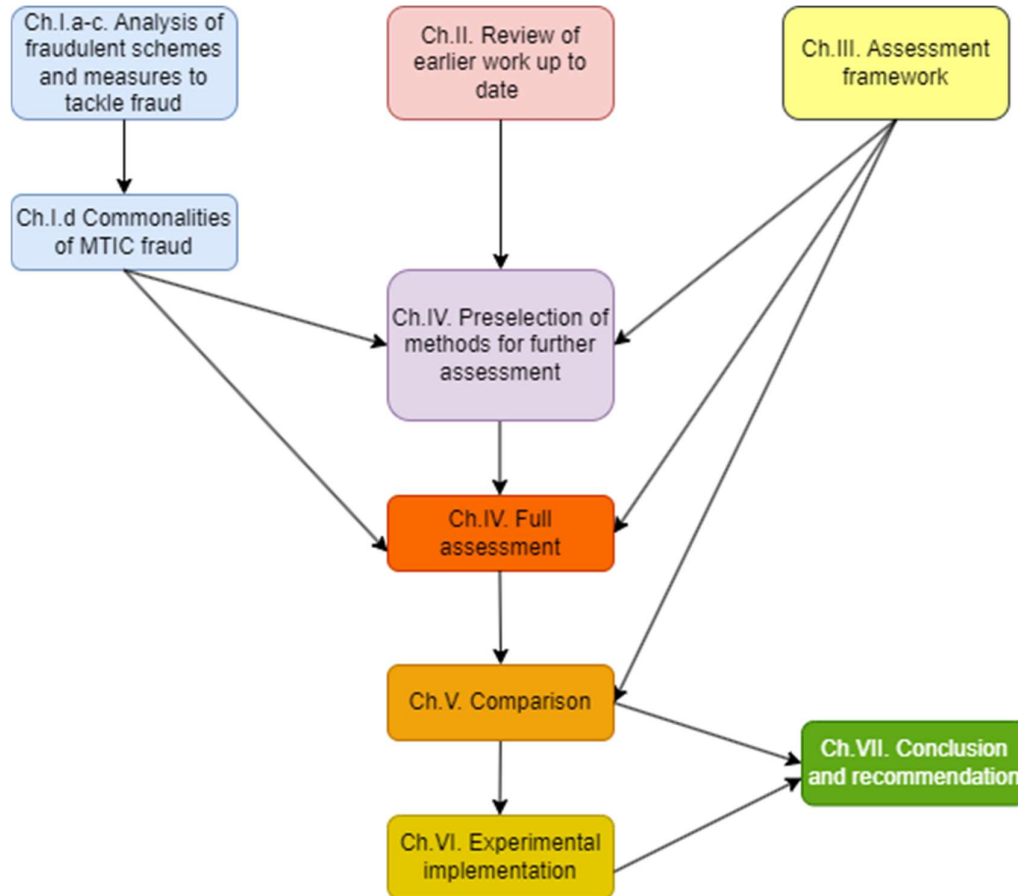 Ch.I.a-c. Analysis of
fraudulent schemes
and measures to
tackle fraud
Ch.II. Review of
earlier work up to
date
Ch.III. Assessment
framework
Ch.I.d Commonalities
of MTIC fraud
Ch.IV. Preselection of
methods for further
assessment
Ch.IV. Full
assessment
Ch.V. Comparison
Ch.VII. Conclusion
and recommendation
Ch.VI. Experimental
implementation